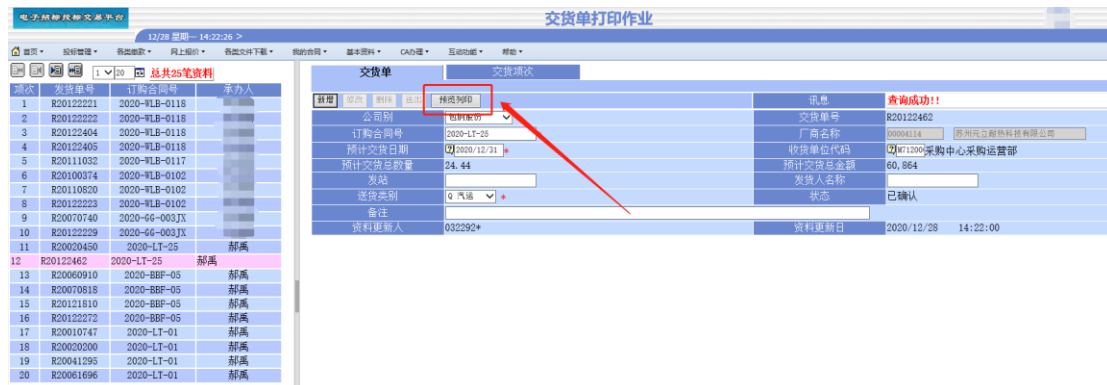 电子招标投标交易平台
交货单打印作业
12/28 星期一 14:22:26 >
首页 投标管理 各类缴款 网上报价 各类文件下载 我的合同 基本资料 CA办理 互动功能 帮助
1 20 总共25笔资料
交货单 交货项次
项次 发货单号 订购合同号 承办人
新增 修改 删除 送出 预览列印 讯息 查询成功!!
1 R20122221 2020-WLB-0118
2 R20122222 2020-WLB-0118
3 R20122404 2020-WLB-0118
4 R20122405 2020-WLB-0118
5 R20111032 2020-WLB-0117
6 R20100374 2020-WLB-0102
7 R20110820 2020-WLB-0102
8 R20122223 2020-WLB-0102
9 R20070740 2020-GG-003JX
10 R20122229 2020-GG-003JX
11 R20020450 2020-LT-25 郝禹
12 R20122462 2020-LT-25 郝禹
13 R20060910 2020-BBF-05 郝禹
14 R20070818 2020-BBF-05 郝禹
15 R20121810 2020-BBF-05 郝禹
16 R20122272 2020-BBF-05 郝禹
17 R20010747 2020-LT-01 郝禹
18 R20020200 2020-LT-01 郝禹
19 R20041295 2020-LT-01 郝禹
20 R20061696 2020-LT-01 郝禹
公司别 包钢股份 交货单号 R20122462
订购合同号 2020-LT-25 厂商名称 00004114 苏州元立耐热科技有限公司
预计交货日期 2020/12/31 * 收货单位代码 M71200 采购中心采购运营部
预计交货总数量 24.44 预计交货总金额 60,864
发站 发货人名称
送货类别 Q 汽运 * 状态 已确认
备注
资料更新人 032292* 资料更新日 2020/12/28 14:22:00